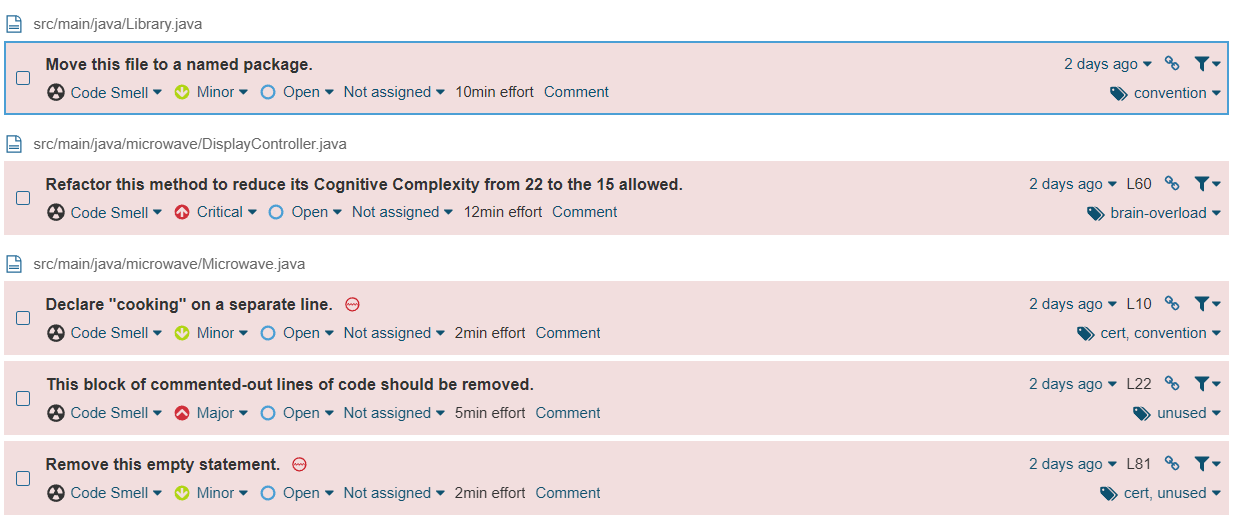 src/main/java/Library.java
Move this file to a named package. 2 days ago
Code Smell Minor Open Not assigned 10min effort Comment convention
src/main/java/microwave/DisplayController.java
Refactor this method to reduce its Cognitive Complexity from 22 to the 15 allowed. 2 days ago L60
Code Smell Critical Open Not assigned 12min effort Comment brain-overload
src/main/java/microwave/Microwave.java
Declare "cooking" on a separate line. 2 days ago L10
Code Smell Minor Open Not assigned 2min effort Comment cert, convention
This block of commented-out lines of code should be removed. 2 days ago L22
Code Smell Major Open Not assigned 5min effort Comment unused
Remove this empty statement. 2 days ago L81
Code Smell Minor Open Not assigned 2min effort Comment cert, unused